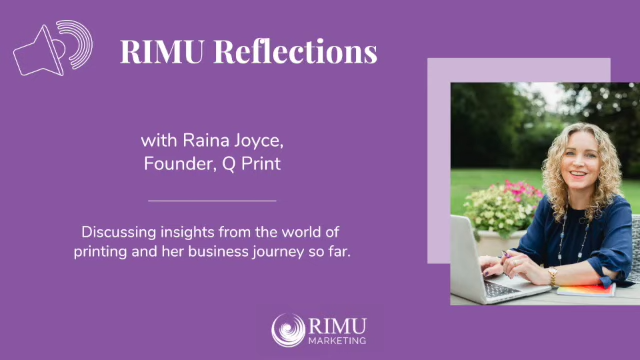 RIMU Reflections
with Raina Joyce,
Founder, Q Print
Discussing insights from the world of
printing and her business journey so far.
RIMU
MARKETING